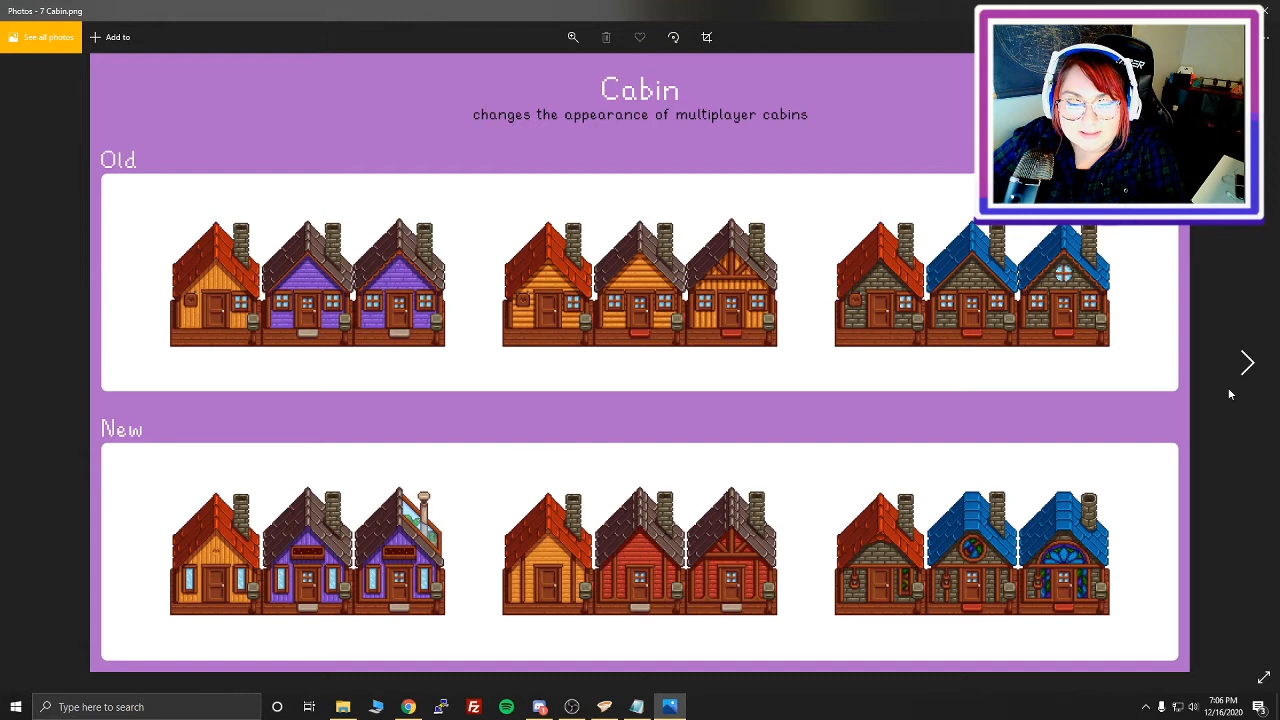 Photos - 7 Cabin.png
See all photos
Add to
Cabin
changes the appearance of multiplayer cabins
Old
New
Type here to search
7:06 PM
12/16/2020